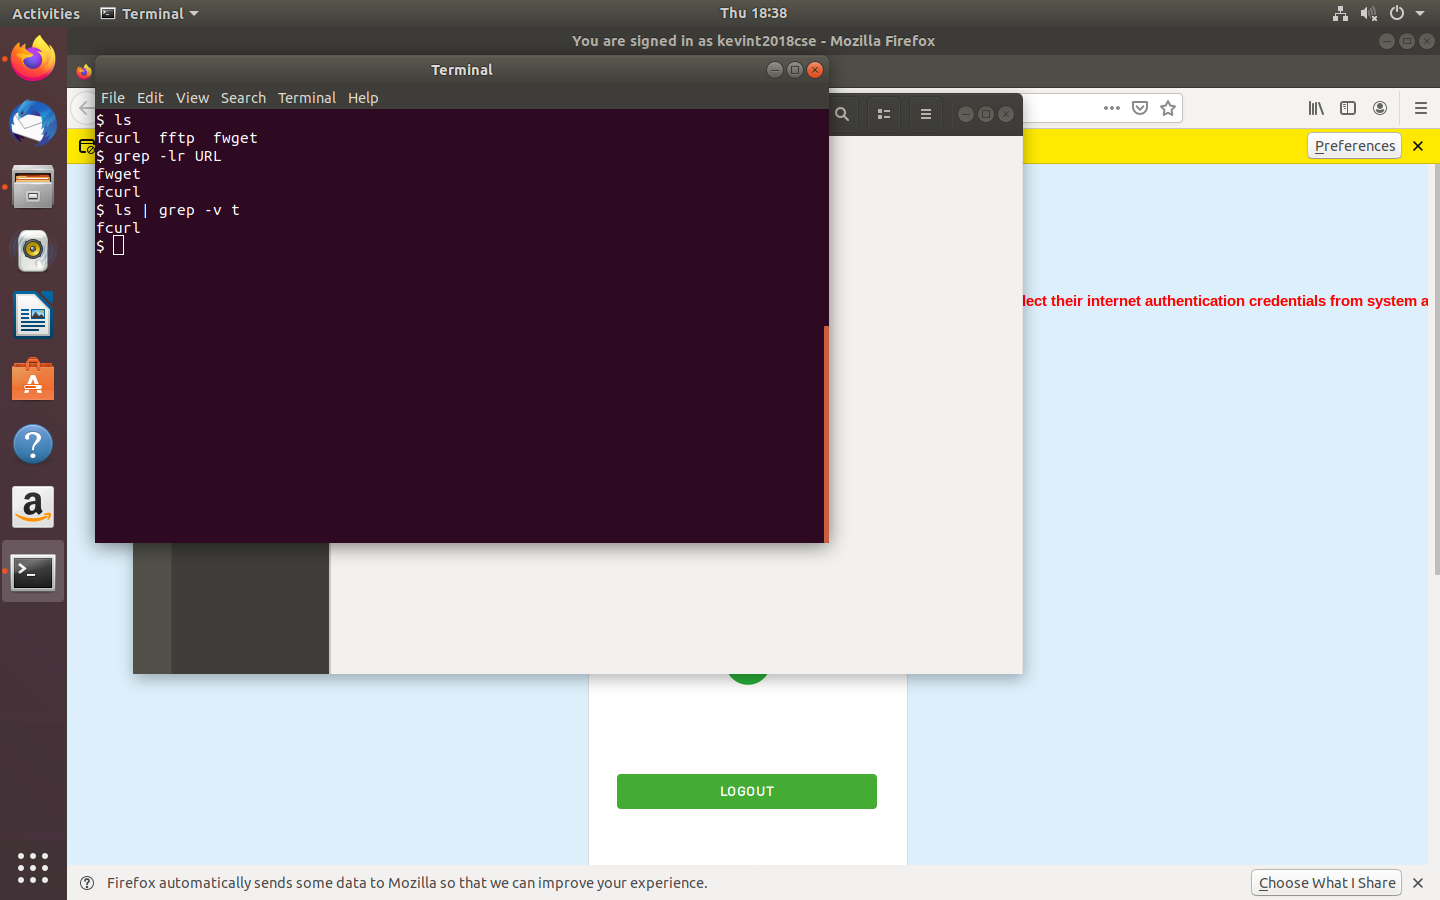 Activities
Terminal
Thu 18:38
You are signed in as kevint2018cse - Mozilla Firefox
Terminal
File Edit View Search Terminal Help
$ ls
fcurl fftp fwget
$ grep -lr URL
fwget
fcurl
$ ls | grep -v t
fcurl
$
Preferences
lect their internet authentication credentials from system a
LOGOUT
Firefox automatically sends some data to Mozilla so that we can improve your experience.
Choose What I Share